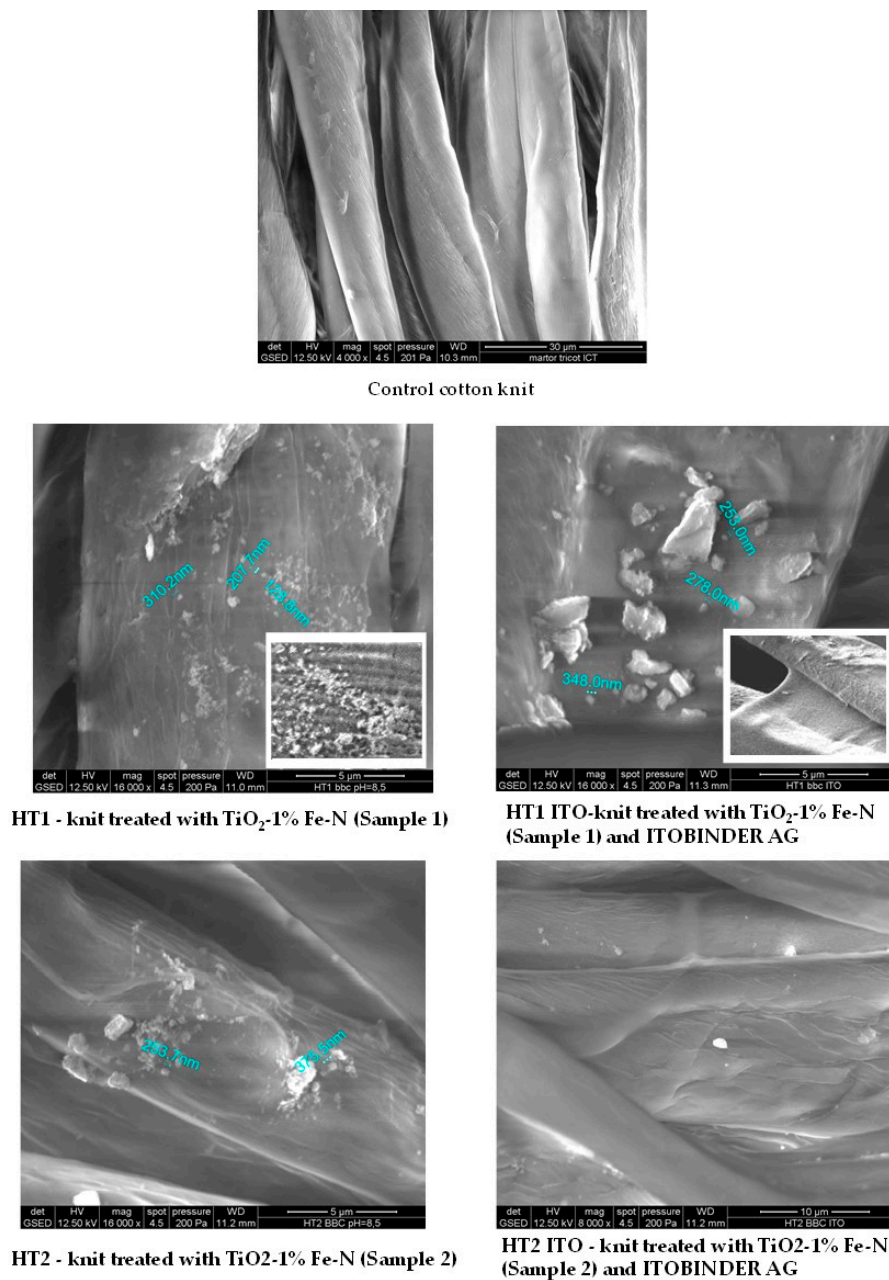 det HV mag spot pressure WD 30 µm
GSED 12.50 kV 4 000 x 4.5 201 Pa 10.3 mm martor tricot ICT
Control cotton knit
310.2nm
207.7nm
128.8nm
det HV mag spot pressure WD 5 µm
GSED 12.50 kV 16 000 x 4.5 200 Pa 11.0 mm HT1 bbc pH=8,5
HT1 - knit treated with TiO₂-1% Fe-N (Sample 1)
253.0nm
278.0nm
348.0nm
det HV mag spot pressure WD 5 µm
GSED 12.50 kV 16 000 x 4.5 200 Pa 11.3 mm HT1 bbc ITO
HT1 ITO-knit treated with TiO₂-1% Fe-N
(Sample 1) and ITOBINDER AG
253.7nm
375.5nm
det HV mag spot pressure WD 5 µm
GSED 12.50 kV 16 000 x 4.5 200 Pa 11.2 mm HT2 BBC pH=8,5
HT2 - knit treated with TiO2-1% Fe-N (Sample 2)
det HV mag spot pressure WD 10 µm
GSED 12.50 kV 8 000 x 4.5 200 Pa 11.2 mm HT2 BBC ITO
HT2 ITO - knit treated with TiO2-1% Fe-N
(Sample 2) and ITOBINDER AG